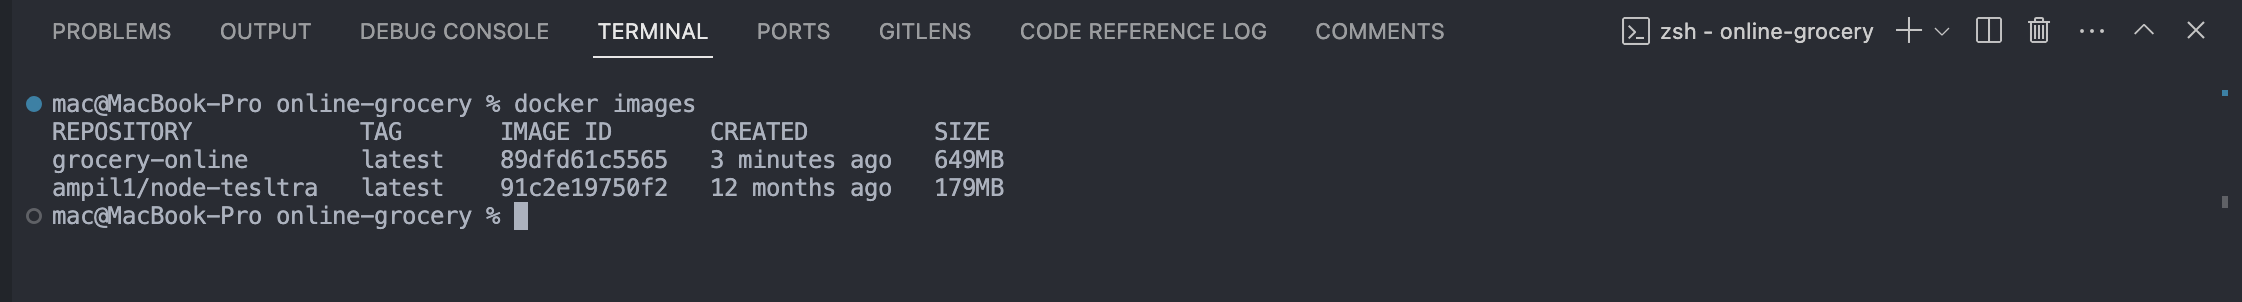 PROBLEMS OUTPUT DEBUG CONSOLE TERMINAL PORTS GITLENS CODE REFERENCE LOG COMMENTS zsh - online-grocery
mac@MacBook-Pro online-grocery % docker images
REPOSITORY TAG IMAGE ID CREATED SIZE
grocery-online latest 89dfd61c5565 3 minutes ago 649MB
ampil1/node-tesltra latest 91c2e19750f2 12 months ago 179MB
mac@MacBook-Pro online-grocery %